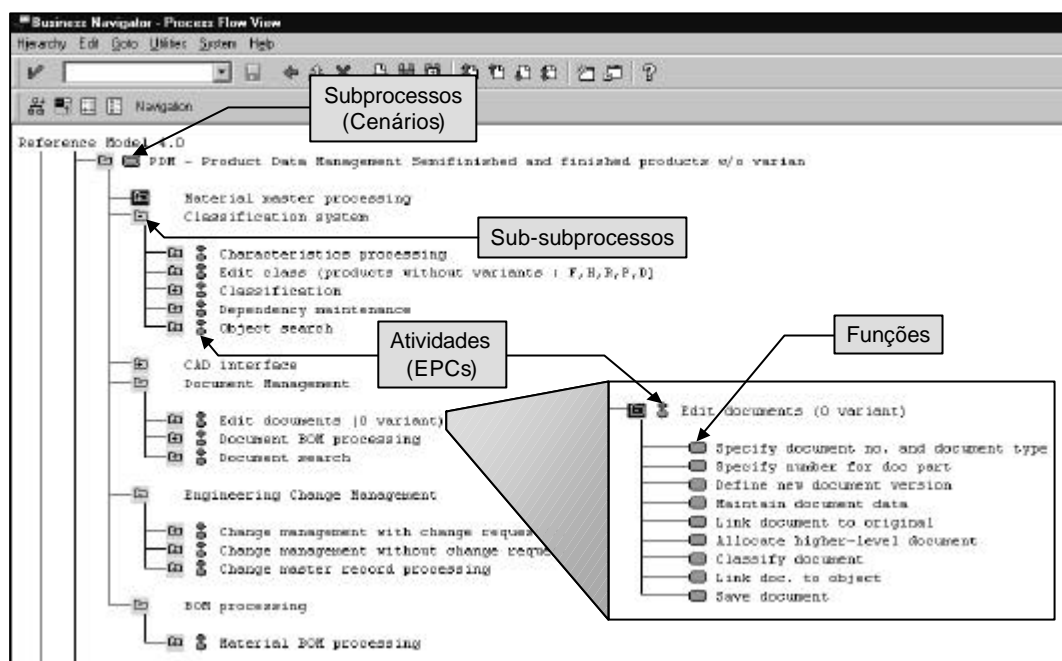 Business Navigator - Process Flow View
Hierarchy Edit Goto Utilities System Help
Navigation
Subprocessos
(Cenários)
Reference Model 4.0
PDM - Product Data Management Semifinished and finished products w/o varian
Material master processing
Classification system
Sub-subprocessos
Characteristics processing
Edit class (products without variants : F,H,R,P,D]
Classification
Dependency maintenance
Object search
Atividades
(EPCs)
Funções
CAD interface
Document Management
Edit documents (0 variant)
Document BOM processing
Document search
Engineering Change Management
Change management with change reques
Change management without change reque
Change master record processing
BOM processing
Material BOM processing
Edit documents (0 variant)
Specify document no. and document type
Specify number for doc part
Define new document version
Maintain document data
Link document to original
Allocate higher-level document
Classify document
Link doc. to object
Save document